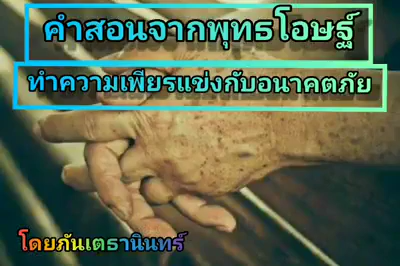 คำสอนจากพุทธโอษฐ์
ทำความเพียรแข่งกับอนาคตภัย
โดยภันเตธานินทร์